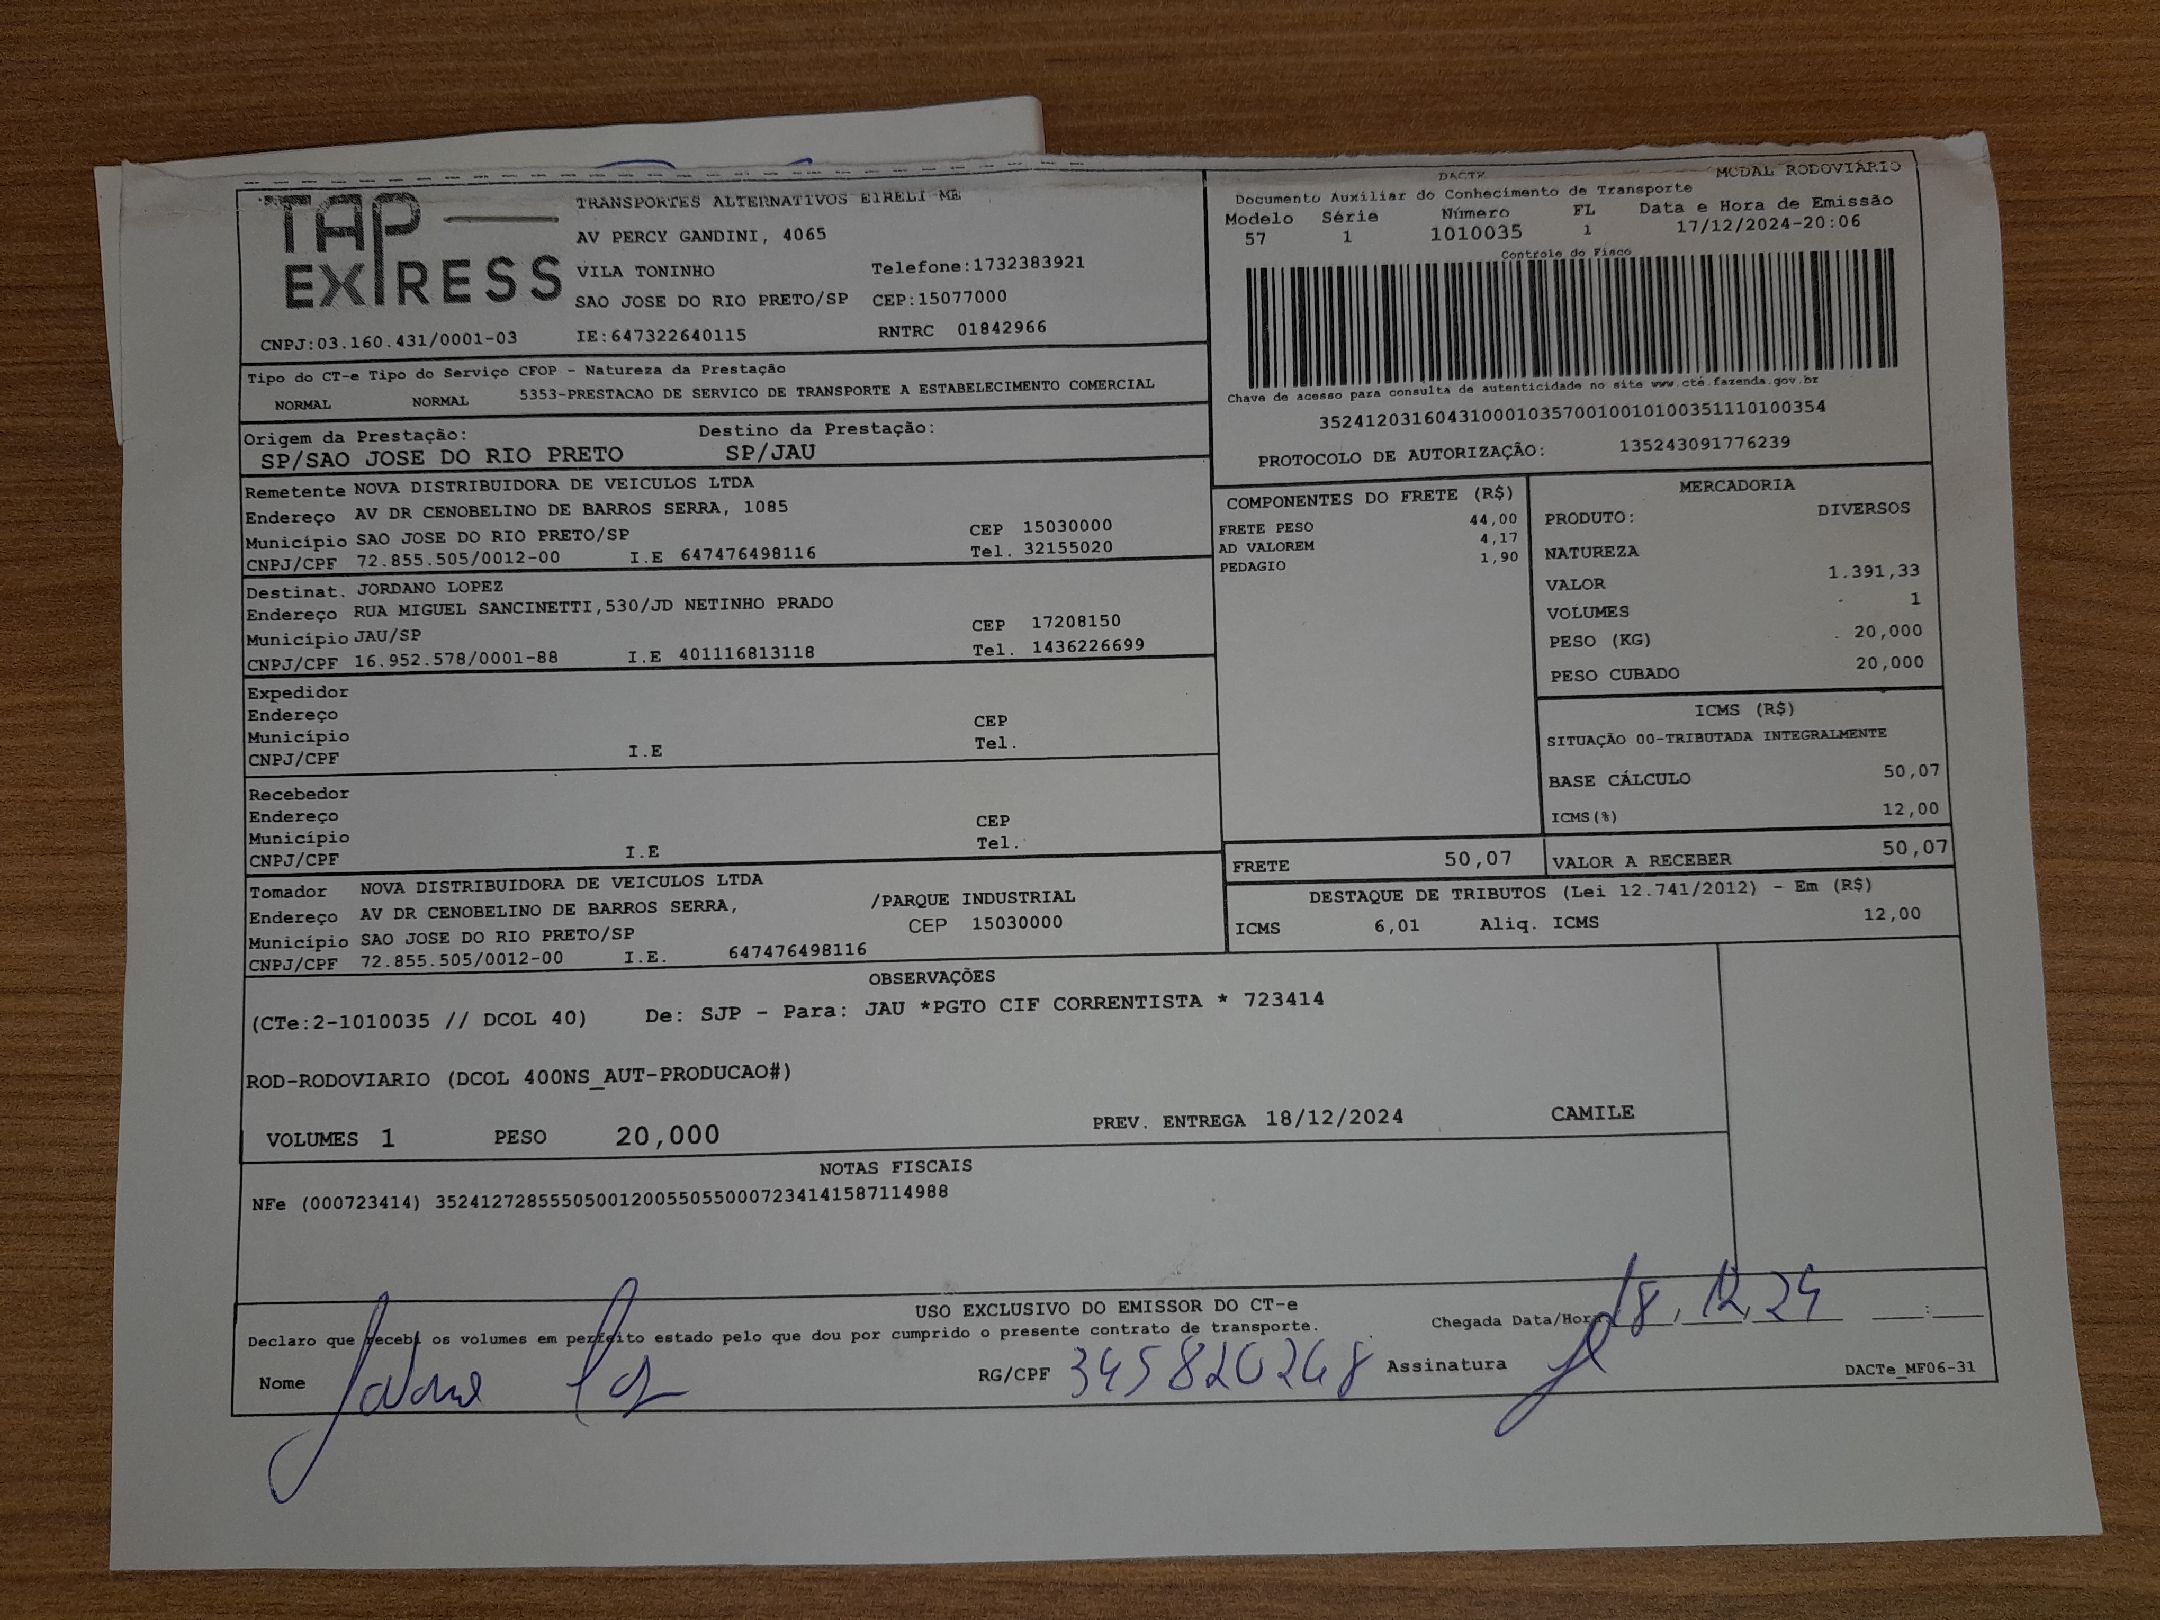 TAP EXPRESS
TRANSPORTES ALTERNATIVOS EIRELI-ME
AV PERCY GANDINI, 4065
VILA TONINHO Telefone:1732383921
SAO JOSE DO RIO PRETO/SP CEP:15077000
CNPJ:03.160.431/0001-03 IE:647322640115 RNTRC 01842966
DACTE MODAL RODOVIÁRIO
Documento Auxiliar do Conhecimento de Transporte
Modelo Série Número FL Data e Hora de Emissão
57 1 1010035 1 17/12/2024-20:06
Controle do Fisco
Chave de acesso para consulta de autenticidade no site www.cte.fazenda.gov.br
35241203160431000103570010010100351110100354
PROTOCOLO DE AUTORIZAÇÃO: 135243091776239
Tipo do CT-e Tipo do Serviço CFOP - Natureza da Prestação
NORMAL NORMAL 5353-PRESTACAO DE SERVICO DE TRANSPORTE A ESTABELECIMENTO COMERCIAL
Origem da Prestação: Destino da Prestação:
SP/SAO JOSE DO RIO PRETO SP/JAU
Remetente NOVA DISTRIBUIDORA DE VEICULOS LTDA
Endereço AV DR CENOBELINO DE BARROS SERRA, 1085
Município SAO JOSE DO RIO PRETO/SP CEP 15030000
CNPJ/CPF 72.855.505/0012-00 I.E 647476498116 Tel. 32155020
Destinat. JORDANO LOPEZ
Endereço RUA MIGUEL SANCINETTI,530/JD NETINHO PRADO
Município JAU/SP CEP 17208150
CNPJ/CPF 16.952.578/0001-88 I.E 401116813118 Tel. 1436226699
Expedidor
Endereço
Município CEP
CNPJ/CPF I.E Tel.
Recebedor
Endereço
Município CEP
CNPJ/CPF I.E Tel.
Tomador NOVA DISTRIBUIDORA DE VEICULOS LTDA
Endereço AV DR CENOBELINO DE BARROS SERRA, /PARQUE INDUSTRIAL
Município SAO JOSE DO RIO PRETO/SP CEP 15030000
CNPJ/CPF 72.855.505/0012-00 I.E. 647476498116
COMPONENTES DO FRETE (R$)
FRETE PESO 44,00
AD VALOREM 4,17
PEDAGIO 1,90
MERCADORIA
PRODUTO: DIVERSOS
NATUREZA
VALOR 1.391,33
VOLUMES 1
PESO (KG) 20,000
PESO CUBADO 20,000
ICMS (R$)
SITUAÇÃO 00-TRIBUTADA INTEGRALMENTE
BASE CÁLCULO 50,07
ICMS(%) 12,00
FRETE 50,07 VALOR A RECEBER 50,07
DESTAQUE DE TRIBUTOS (Lei 12.741/2012) - Em (R$)
ICMS 6,01 Aliq. ICMS 12,00
OBSERVAÇÕES
(CTe:2-1010035 // DCOL 40) De: SJP - Para: JAU *PGTO CIF CORRENTISTA * 723414
ROD-RODOVIARIO (DCOL 400NS_AUT-PRODUCAO#)
VOLUMES 1 PESO 20,000 PREV. ENTREGA 18/12/2024 CAMILE
NOTAS FISCAIS
NFe (000723414) 35241272855505001200550550007234141587114988
USO EXCLUSIVO DO EMISSOR DO CT-e
Declaro que recebi os volumes em perfeito estado pelo que dou por cumprido o presente contrato de transporte. Chegada Data/Hora 18.12.24
Nome RG/CPF 345820268 Assinatura
DACTe_MF06-31